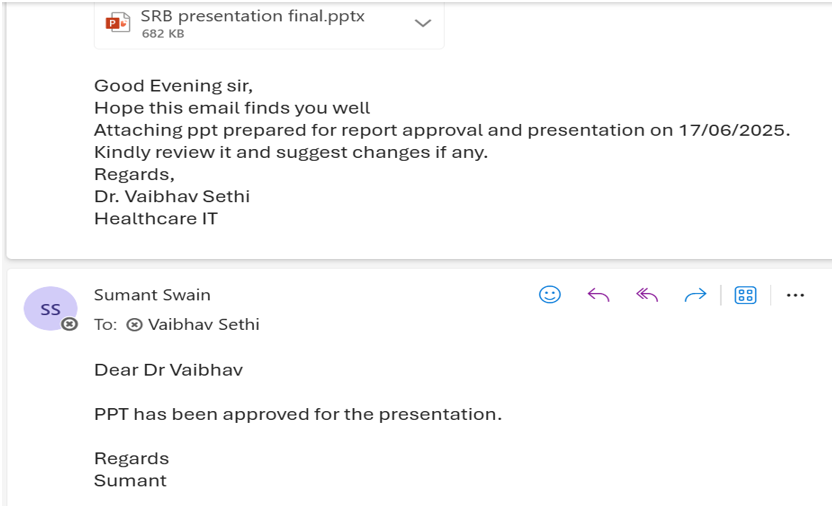 SRB presentation final.pptx
682 KB
Good Evening sir,
Hope this email finds you well
Attaching ppt prepared for report approval and presentation on 17/06/2025.
Kindly review it and suggest changes if any.
Regards,
Dr. Vaibhav Sethi
Healthcare IT
SS
Sumant Swain
To: Vaibhav Sethi
Dear Dr Vaibhav
PPT has been approved for the presentation.
Regards
Sumant